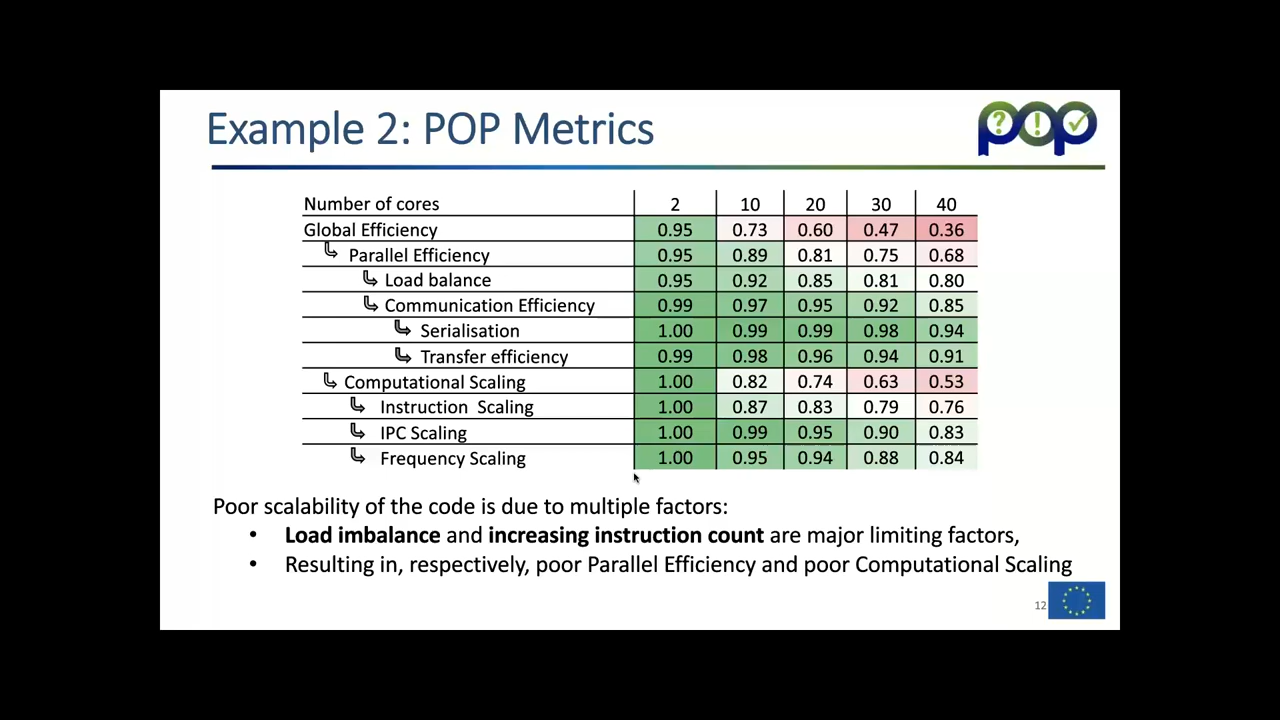 Example 2: POP Metrics
pop
? ! ✓
Number of cores 2 10 20 30 40
Global Efficiency 0.95 0.73 0.60 0.47 0.36
Parallel Efficiency 0.95 0.89 0.81 0.75 0.68
Load balance 0.95 0.92 0.85 0.81 0.80
Communication Efficiency 0.99 0.97 0.95 0.92 0.85
Serialisation 1.00 0.99 0.99 0.98 0.94
Transfer efficiency 0.99 0.98 0.96 0.94 0.91
Computational Scaling 1.00 0.82 0.74 0.63 0.53
Instruction Scaling 1.00 0.87 0.83 0.79 0.76
IPC Scaling 1.00 0.99 0.95 0.90 0.83
Frequency Scaling 1.00 0.95 0.94 0.88 0.84
Poor scalability of the code is due to multiple factors:
• Load imbalance and increasing instruction count are major limiting factors,
• Resulting in, respectively, poor Parallel Efficiency and poor Computational Scaling
12